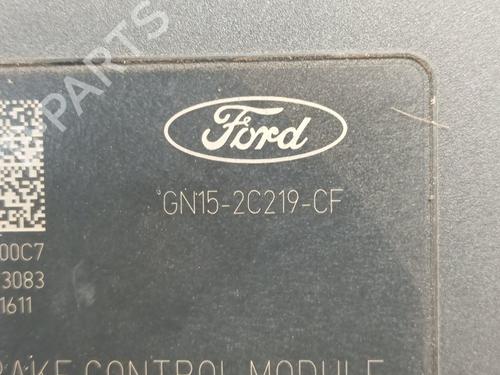 PARTS
Ford
GN15-2C219-CF
00C7
3083
1611
RAKE CONTROL MODULE